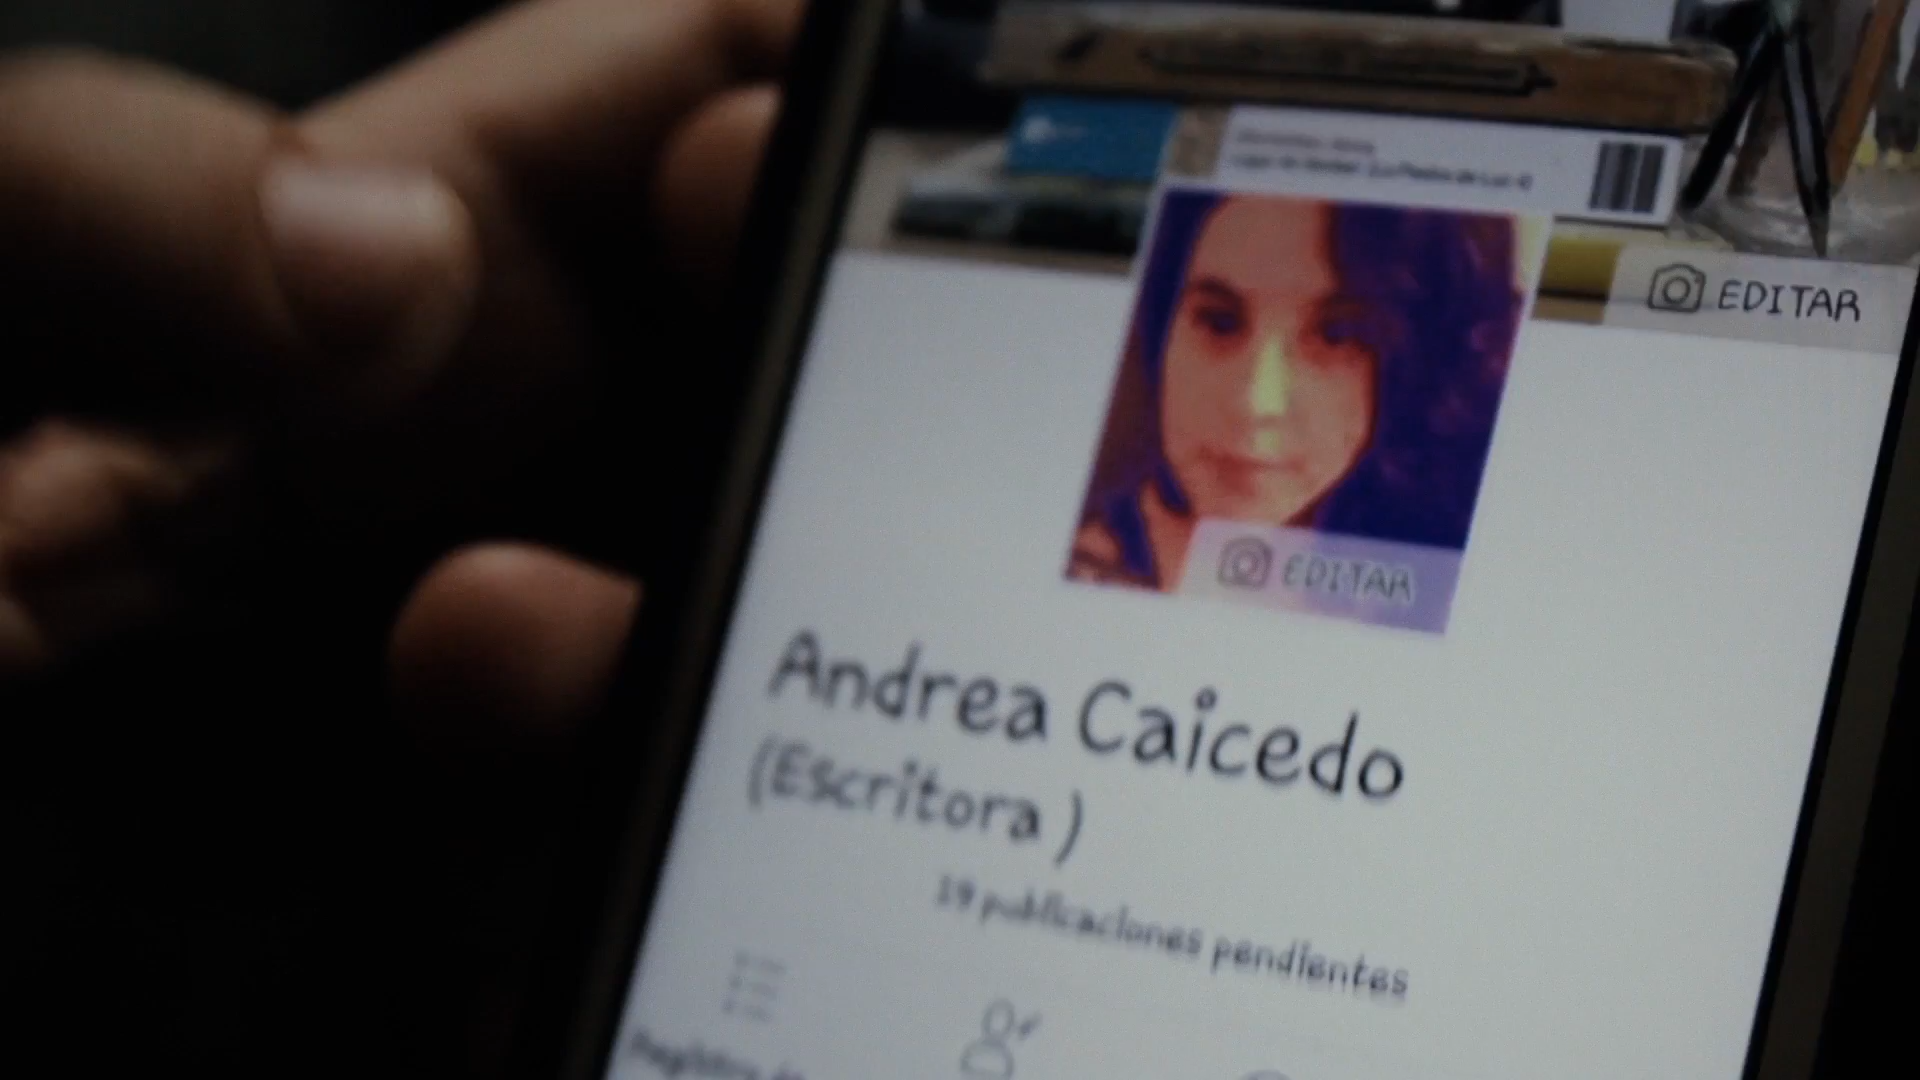 EDITAR
EDITAR
Andrea Caicedo
(Escritora )
19 publicaciones pendientes